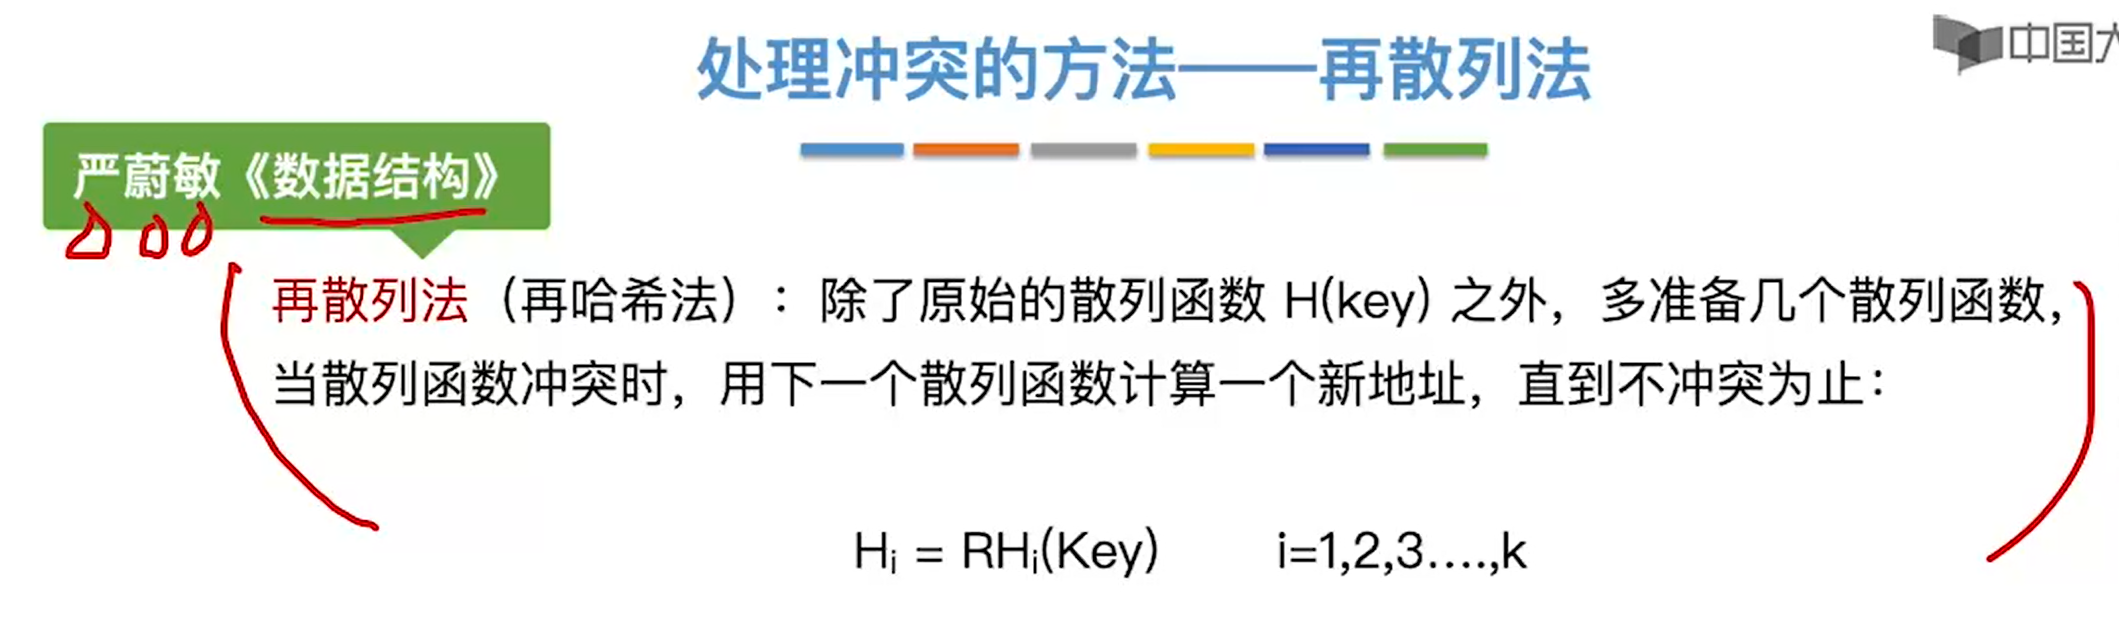 处理冲突的方法——再散列法
中国大
严蔚敏《数据结构》
再散列法（再哈希法）：除了原始的散列函数 H(key) 之外，多准备几个散列函数，
当散列函数冲突时，用下一个散列函数计算一个新地址，直到不冲突为止：
Hᵢ = RHᵢ(Key) i=1,2,3….,k